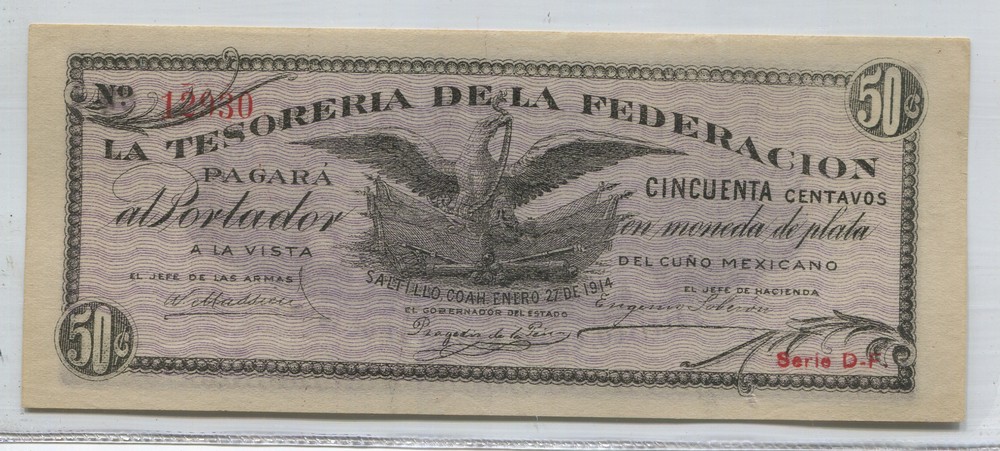 50¢
Nº 12930
LA TESORERIA DE LA FEDERACION
PAGARÁ
al Portador
A LA VISTA
CINCUENTA CENTAVOS
en moneda de plata
DEL CUÑO MEXICANO
SALTILLO, COAH. ENERO 27 DE 1914
EL JEFE DE LAS ARMAS
EL GOBERNADOR DEL ESTADO
EL JEFE DE HACIENDA
50¢
Serie D-F